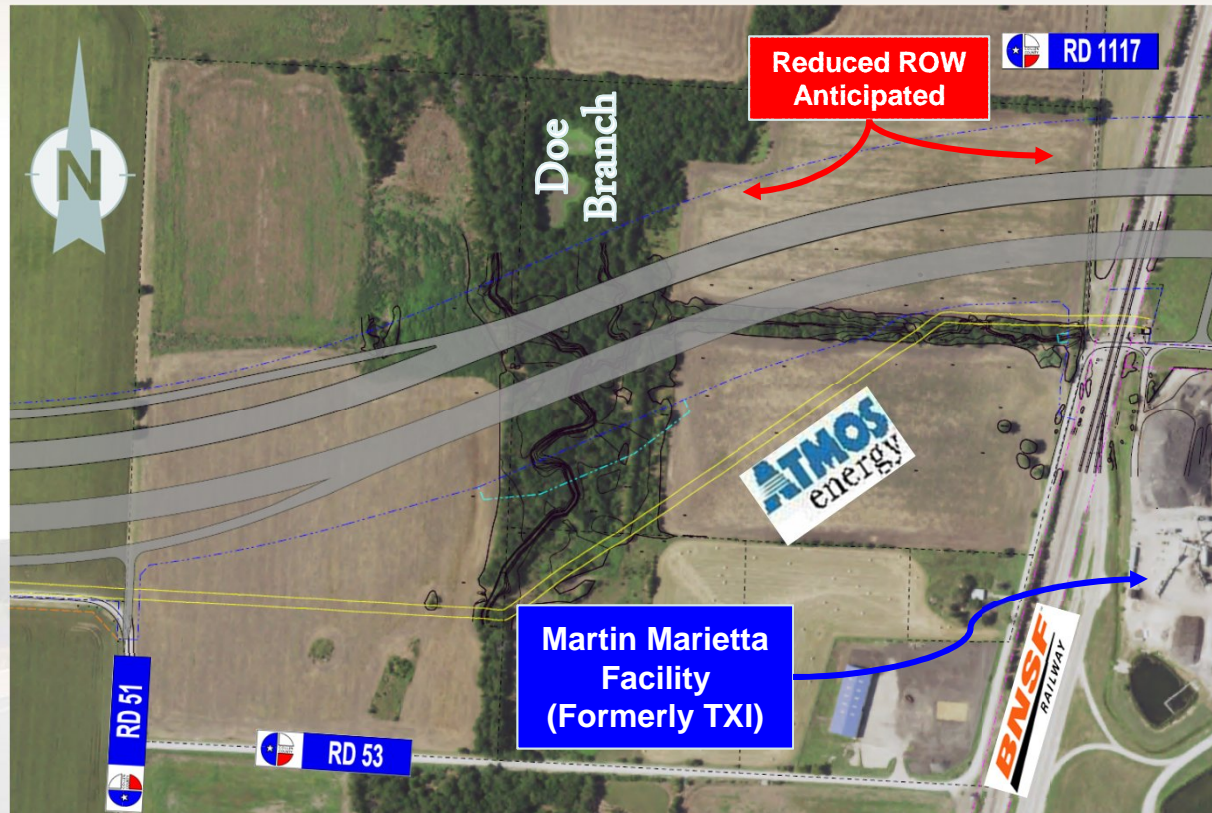 Reduced ROW
Anticipated
RD 1117
N
Doe
Branch
ATMOS
energy
Martin Marietta
Facility
(Formerly TXI)
BNSF
RAILWAY
RD 51
RD 53